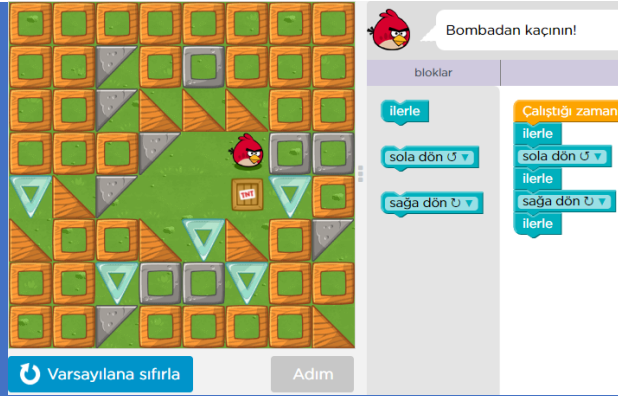 Bombadan kaçının!
bloklar
ilerle
sola dön ↺ ▼
sağa dön ↻ ▼
Çalıştığı zaman
ilerle
sola dön ↺ ▼
ilerle
sağa dön ↻ ▼
ilerle
TNT
Varsayılana sıfırla
Adım